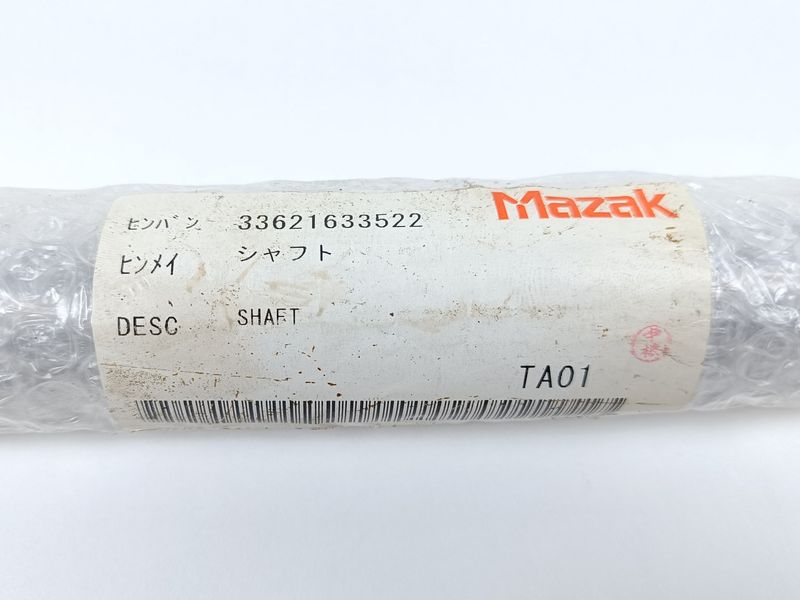 Mazak
ﾋﾝﾊﾞﾝ 33621633522
ﾋﾝﾒｲ シャフト
DESC SHAFT
TA01